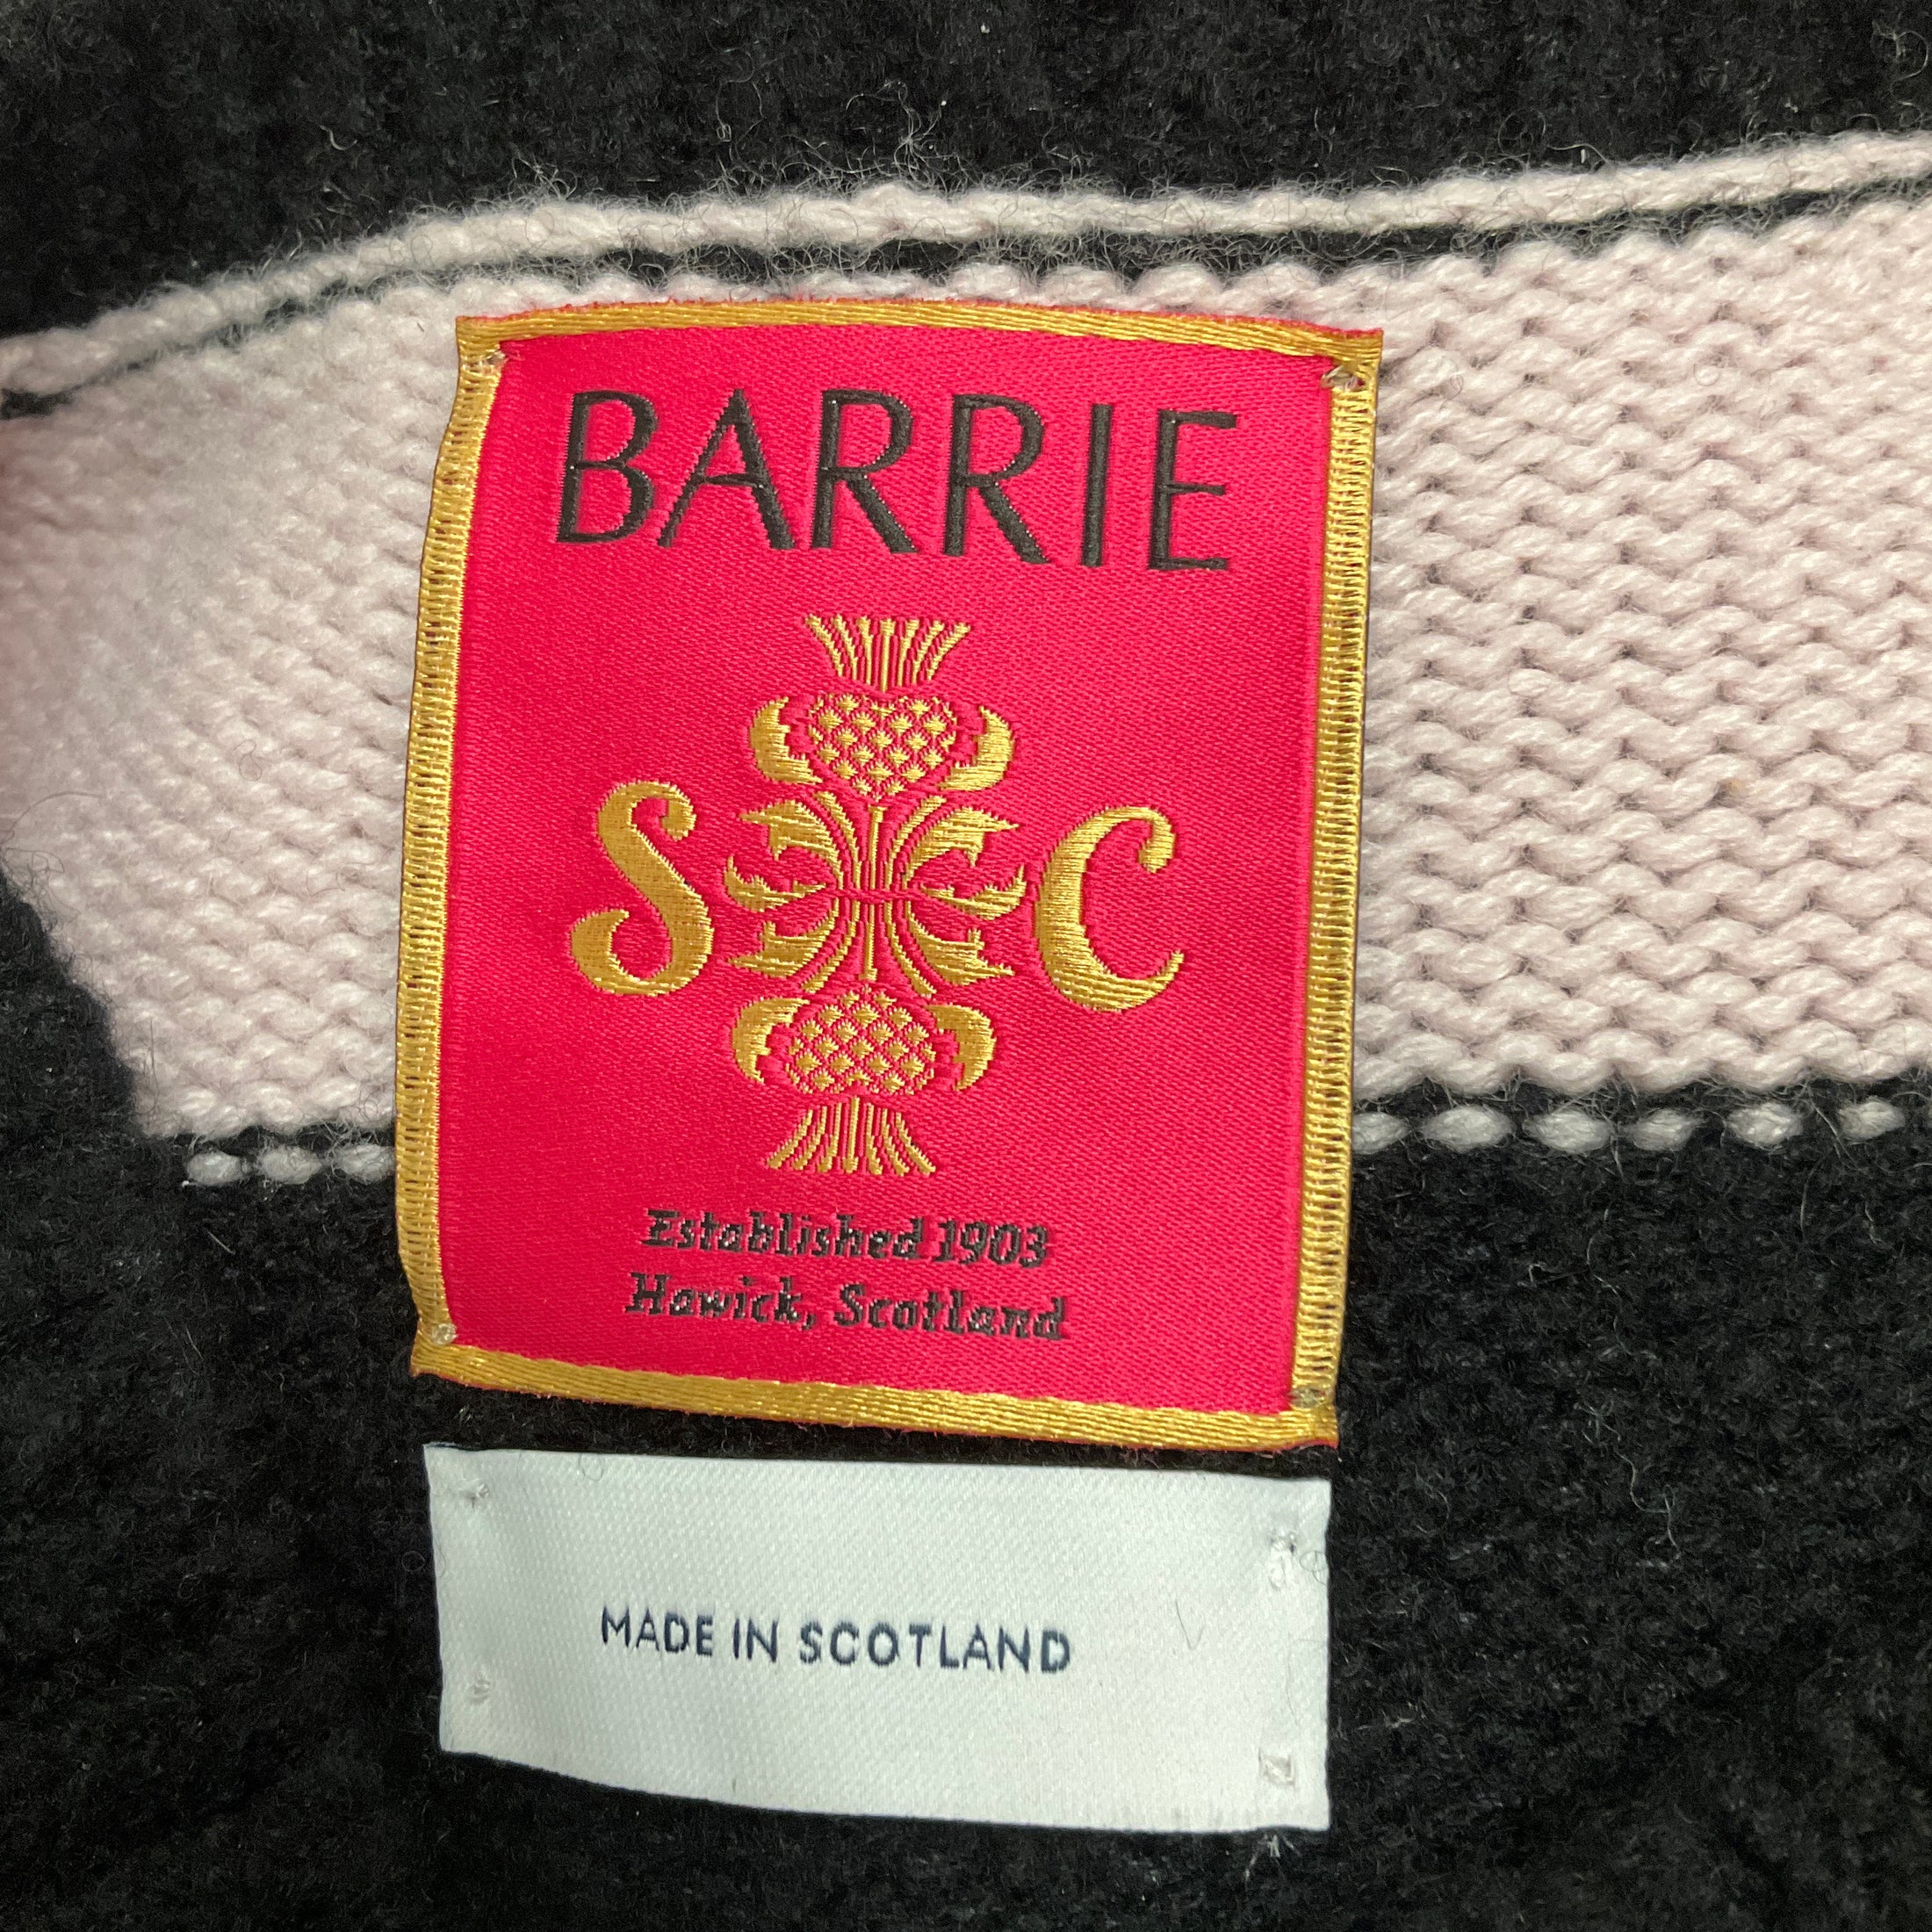 BARRIE
S C
Established 1903
Hawick, Scotland
MADE IN SCOTLAND